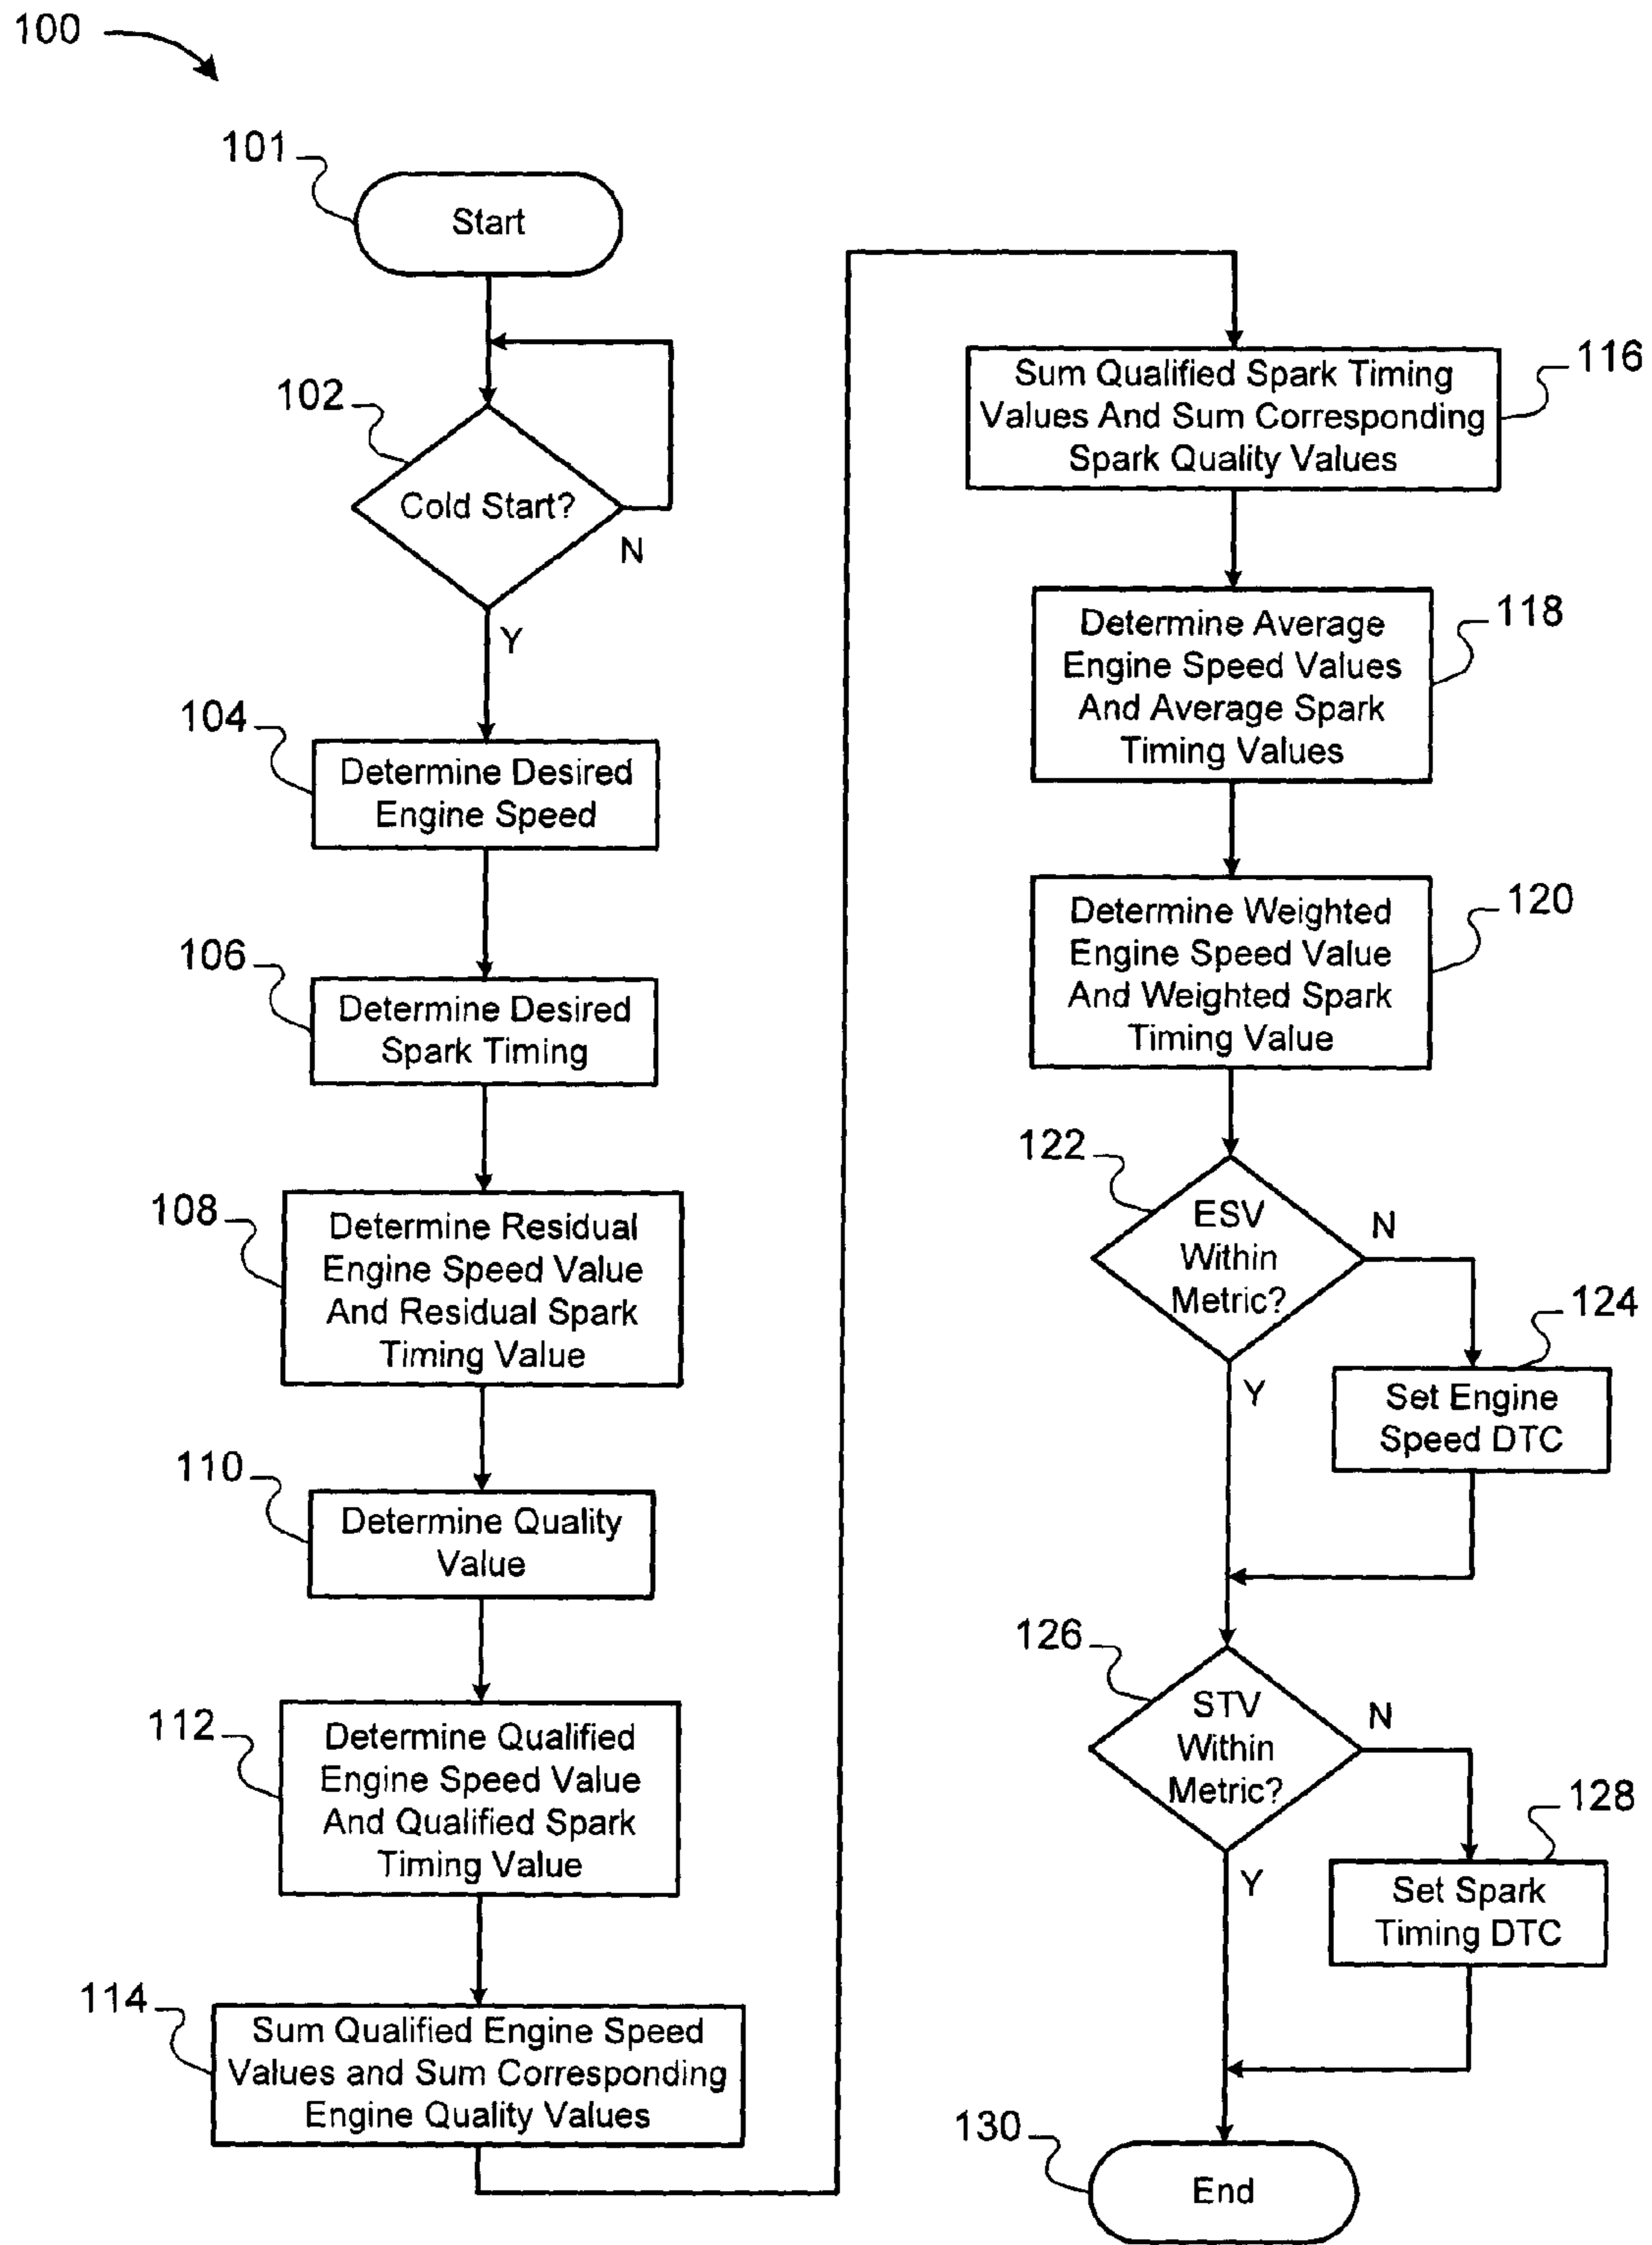 100
101
Start
102
Cold Start?
N
Y
104
Determine Desired
Engine Speed
106
Determine Desired
Spark Timing
108
Determine Residual
Engine Speed Value
And Residual Spark
Timing Value
110
Determine Quality
Value
112
Determine Qualified
Engine Speed Value
And Qualified Spark
Timing Value
114
Sum Qualified Engine Speed
Values and Sum Corresponding
Engine Quality Values
116
Sum Qualified Spark Timing
Values And Sum Corresponding
Spark Quality Values
118
Determine Average
Engine Speed Values
And Average Spark
Timing Values
120
Determine Weighted
Engine Speed Value
And Weighted Spark
Timing Value
122
ESV
Within
Metric?
N
Y
124
Set Engine
Speed DTC
126
STV
Within
Metric?
N
Y
128
Set Spark
Timing DTC
130
End